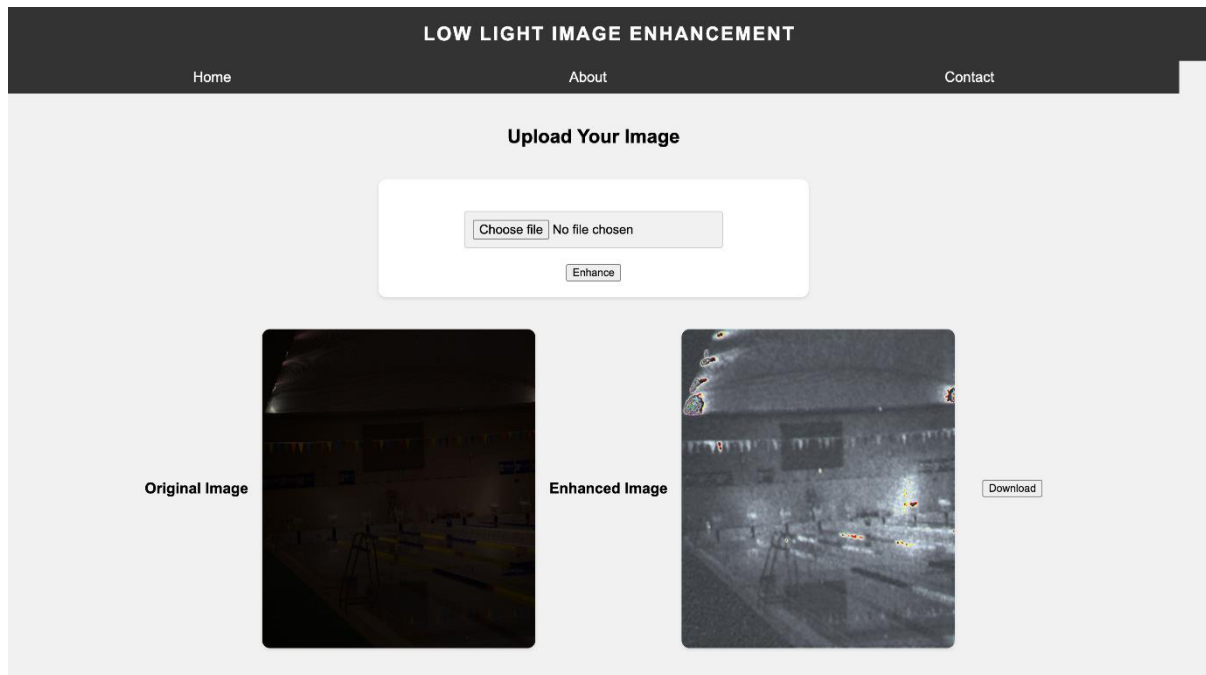 LOW LIGHT IMAGE ENHANCEMENT
Home About Contact
Upload Your Image
Choose file No file chosen
Enhance
Original Image Enhanced Image Download